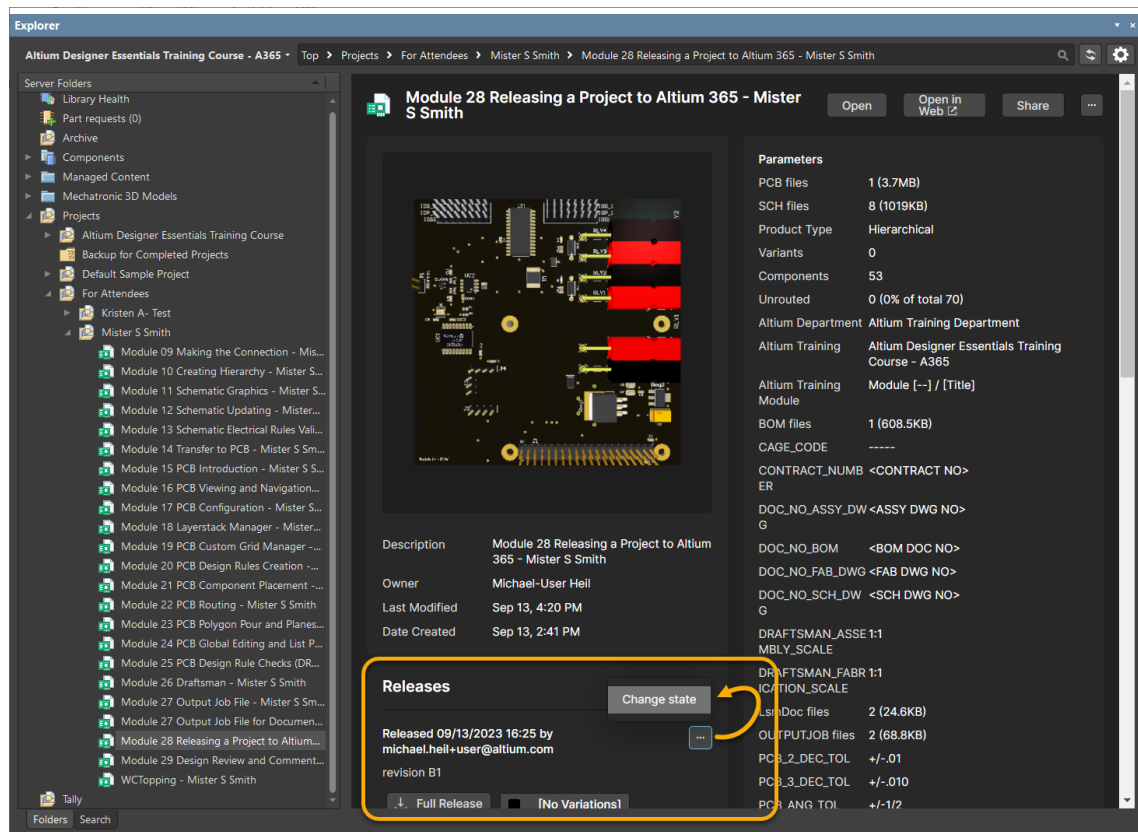 Explorer
Altium Designer Essentials Training Course - A365 Top > Projects > For Attendees > Mister S Smith > Module 28 Releasing a Project to Altium 365 - Mister S Smith
Server Folders
Library Health
Part requests (0)
Archive
Components
Managed Content
Mechatronic 3D Models
Projects
Altium Designer Essentials Training Course
Backup for Completed Projects
Default Sample Project
For Attendees
Kristen A- Test
Mister S Smith
Module 09 Making the Connection - Mis...
Module 10 Creating Hierarchy - Mister S...
Module 11 Schematic Graphics - Mister S...
Module 12 Schematic Updating - Mister...
Module 13 Schematic Electrical Rules Vali...
Module 14 Transfer to PCB - Mister S Sm...
Module 15 PCB Introduction - Mister S S...
Module 16 PCB Viewing and Navigation...
Module 17 PCB Configuration - Mister S...
Module 18 Layerstack Manager - Mister...
Module 19 PCB Custom Grid Manager -...
Module 20 PCB Design Rules Creation -...
Module 21 PCB Component Placement -...
Module 22 PCB Routing - Mister S Smith
Module 23 PCB Polygon Pour and Planes...
Module 24 PCB Global Editing and List P...
Module 25 PCB Design Rule Checks (DR...
Module 26 Draftsman - Mister S Smith
Module 27 Output Job File - Mister S Sm...
Module 27 Output Job File for Documen...
Module 28 Releasing a Project to Altium...
Module 29 Design Review and Comment...
WCTopping - Mister S Smith
Tally
Folders Search
Module 28 Releasing a Project to Altium 365 - Mister
S Smith
Open
Open in
Web
Share
...
RLY4
RLY3
RLY2
RLY1
UC2
J4
J1
Reg2
Description Module 28 Releasing a Project to Altium
365 - Mister S Smith
Owner Michael-User Heil
Last Modified Sep 13, 4:20 PM
Date Created Sep 13, 2:41 PM
Releases
Change state
Released 09/13/2023 16:25 by
michael.heil+user@altium.com
...
revision B1
Full Release [No Variations]
Parameters
PCB files 1 (3.7MB)
SCH files 8 (1019KB)
Product Type Hierarchical
Variants 0
Components 53
Unrouted 0 (0% of total 70)
Altium Department Altium Training Department
Altium Training Altium Designer Essentials Training
Course - A365
Altium Training Module [--] / [Title]
Module
BOM files 1 (608.5KB)
CAGE_CODE -----
CONTRACT_NUMB <CONTRACT NO>
ER
DOC_NO_ASSY_DW <ASSY DWG NO>
G
DOC_NO_BOM <BOM DOC NO>
DOC_NO_FAB_DWG <FAB DWG NO>
DOC_NO_SCH_DW <SCH DWG NO>
G
DRAFTSMAN_ASSE 1:1
MBLY_SCALE
DRAFTSMAN_FABR 1:1
ICATION_SCALE
LsmDoc files 2 (24.6KB)
OUTPUTJOB files 2 (68.8KB)
PCB_2_DEC_TOL +/-.01
PCB_3_DEC_TOL +/-.010
PCB_ANG_TOL +/-1/2